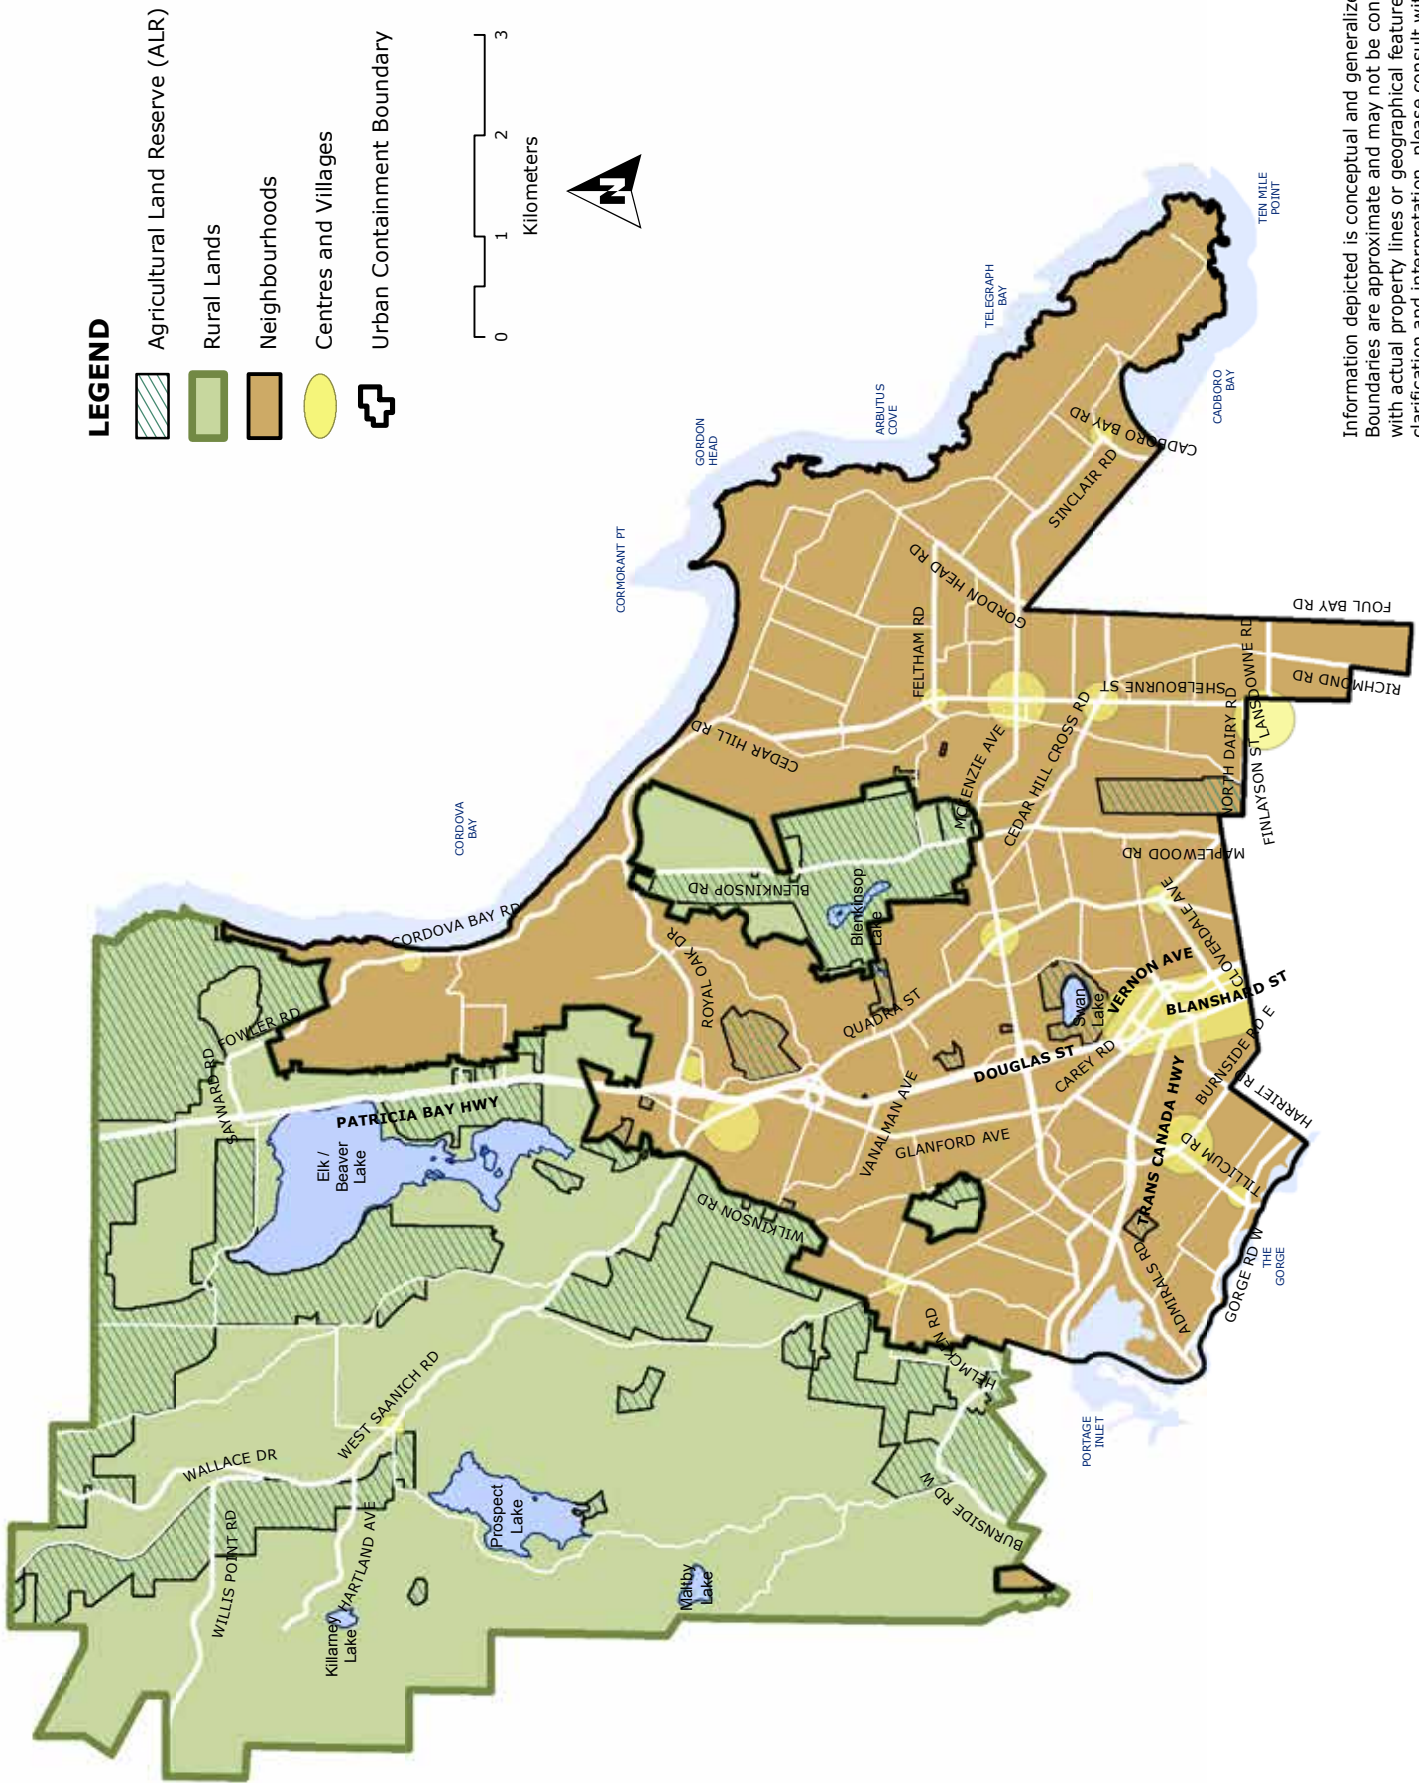 LEGEND
Agricultural Land Reserve (ALR)
Rural Lands
Neighbourhoods
Centres and Villages
Urban Containment Boundary
0 1 2 3
Kilometers
N
CORDOVA
BAY
CORMORANT PT
GORDON
HEAD
ARBUTUS
COVE
TELEGRAPH
BAY
TEN MILE
POINT
CADBORO
BAY
PORTAGE
INLET
THE
GORGE
CORDOVA BAY RD
FOWLER RD
SAYWARD RD
PATRICIA BAY HWY
Elk /
Beaver
Lake
WALLACE DR
WEST SAANICH RD
WILLIS POINT RD
HARTLAND AVE
Killarney
Lake
Prospect
Lake
Maltby
Lake
BURNSIDE RD W
HELMCKEN RD
WILKINSON RD
ROYAL OAK DR
BLENKINSOP RD
Blenkinsop
Lake
CEDAR HILL RD
FELTHAM RD
GORDON HEAD RD
SINCLAIR RD
CADBORO BAY RD
MCKENZIE AVE
CEDAR HILL CROSS RD
SHELBOURNE ST
NORTH DAIRY RD
LANSDOWNE RD
FINLAYSON ST
RICHMOND RD
FOUL BAY RD
MAPLEWOOD RD
CLOVERDALE AVE
QUADRA ST
Swan
Lake
VERNON AVE
BLANSHARD ST
DOUGLAS ST
CAREY RD
VANALMAN AVE
GLANFORD AVE
TRANS CANADA HWY
BURNSIDE RD E
HARRIET RD
TILLICUM RD
ADMIRALS RD
GORGE RD W
Information depicted is conceptual and
Boundaries are approximate and may not be
with actual property lines or geographical
clarification and interpretation, please consult